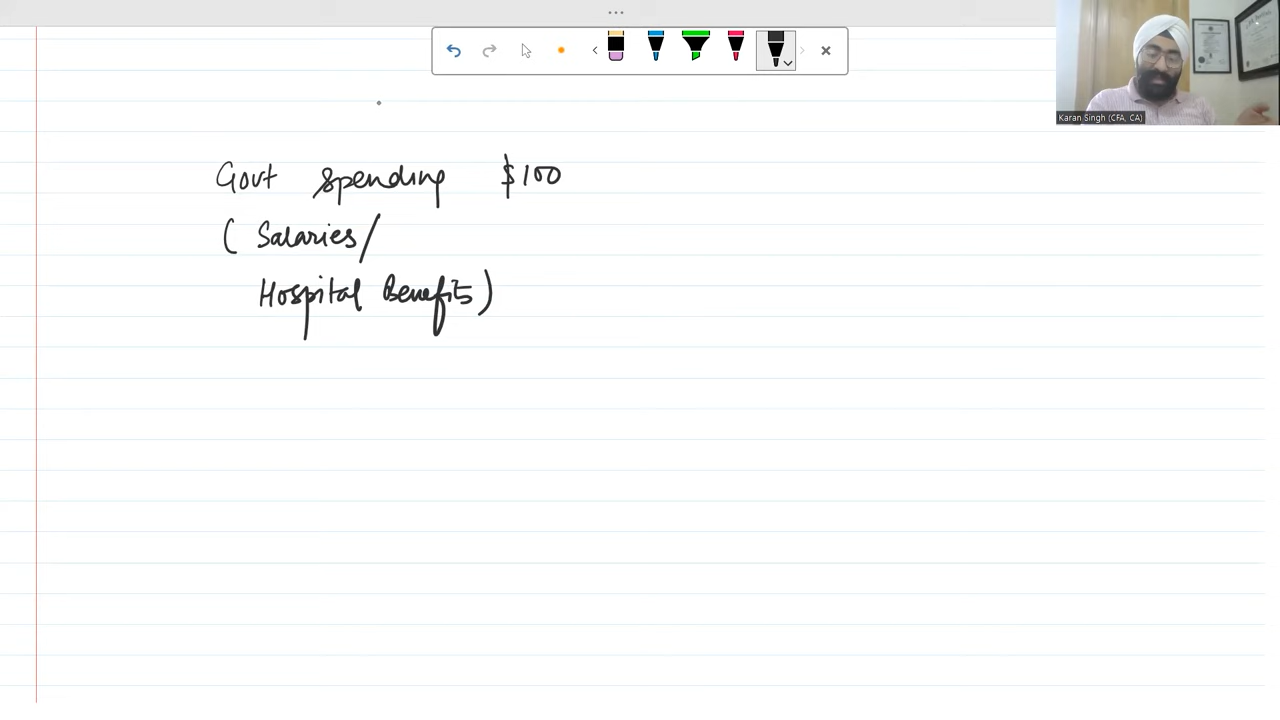 Karan Singh (CFA, CA)
Govt spending $100
( Salaries/
Hospital Benefits)